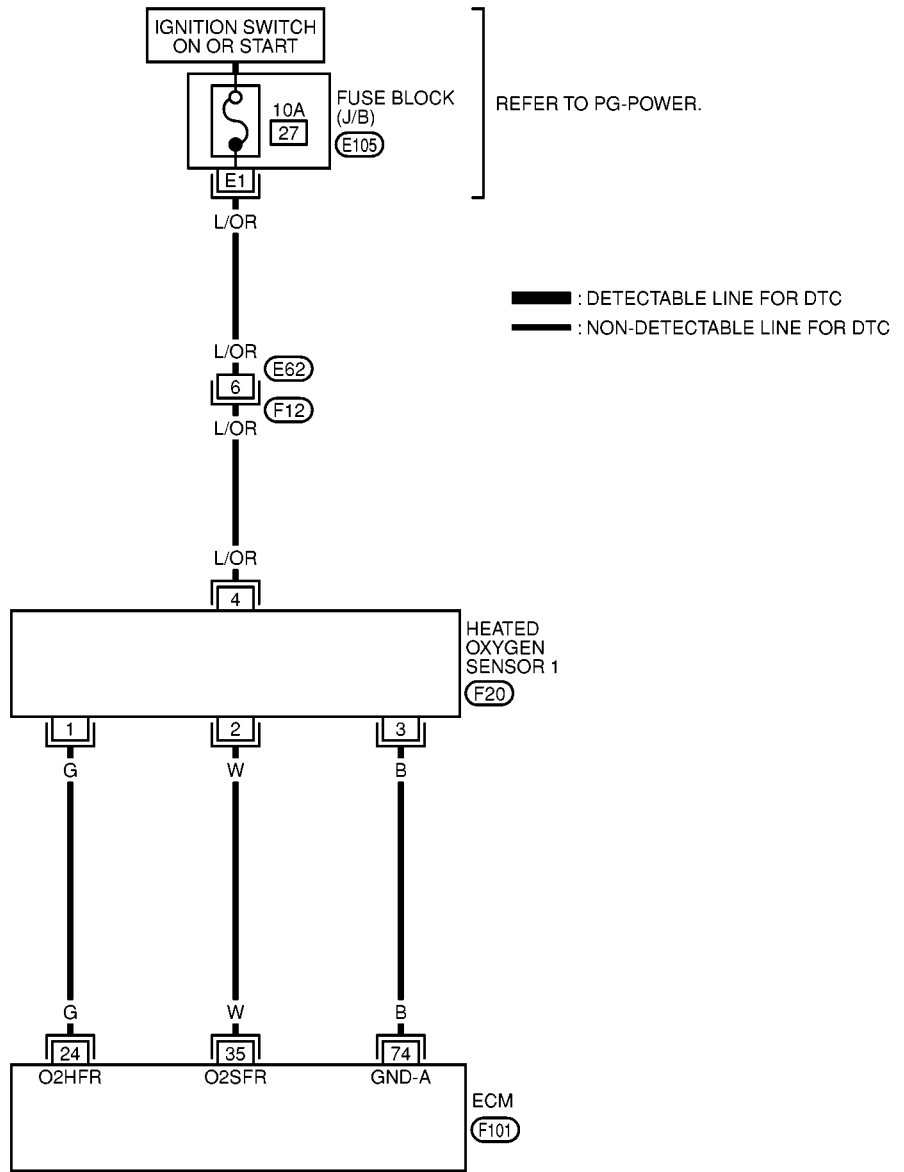 IGNITION SWITCH
ON OR START
10A
27
FUSE BLOCK
(J/B)
E105
REFER TO PG-POWER.
E1
L/OR
: DETECTABLE LINE FOR DTC
: NON-DETECTABLE LINE FOR DTC
L/OR
E62
6
F12
L/OR
L/OR
4
HEATED
OXYGEN
SENSOR 1
F20
1 2 3
G W B
G W B
24 35 74
O2HFR O2SFR GND-A
ECM
F101